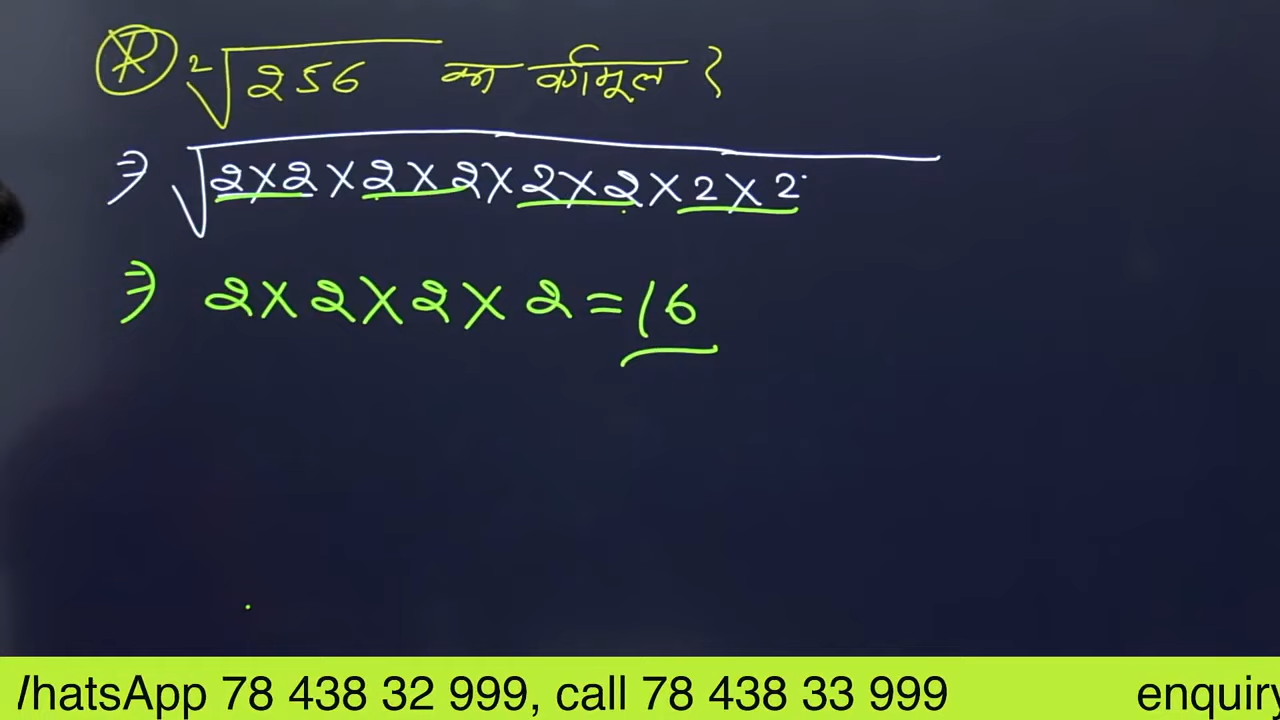 Ⓡ ²√256 का वर्गमूल ?
⇒ √2×2×2×2×2×2×2×2
⇒ 2×2×2×2=16
/hatsApp 78 438 32 999, call 78 438 33 999 enquiry